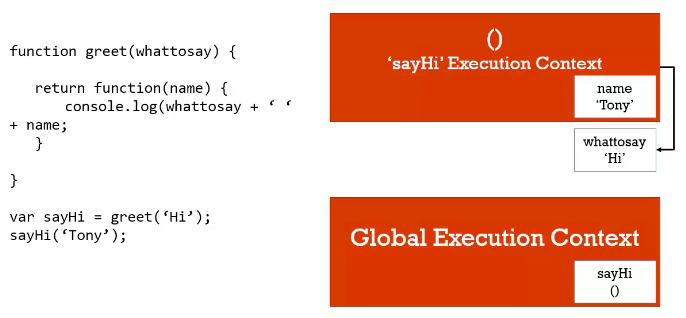 function greet(whattosay) {
return function(name) {
console.log(whattosay + ‘ ‘
+ name;
}
}
var sayHi = greet(‘Hi’);
sayHi(‘Tony’);
()
‘sayHi’ Execution Context
name
‘Tony’
whattosay
‘Hi’
Global Execution Context
sayHi
()